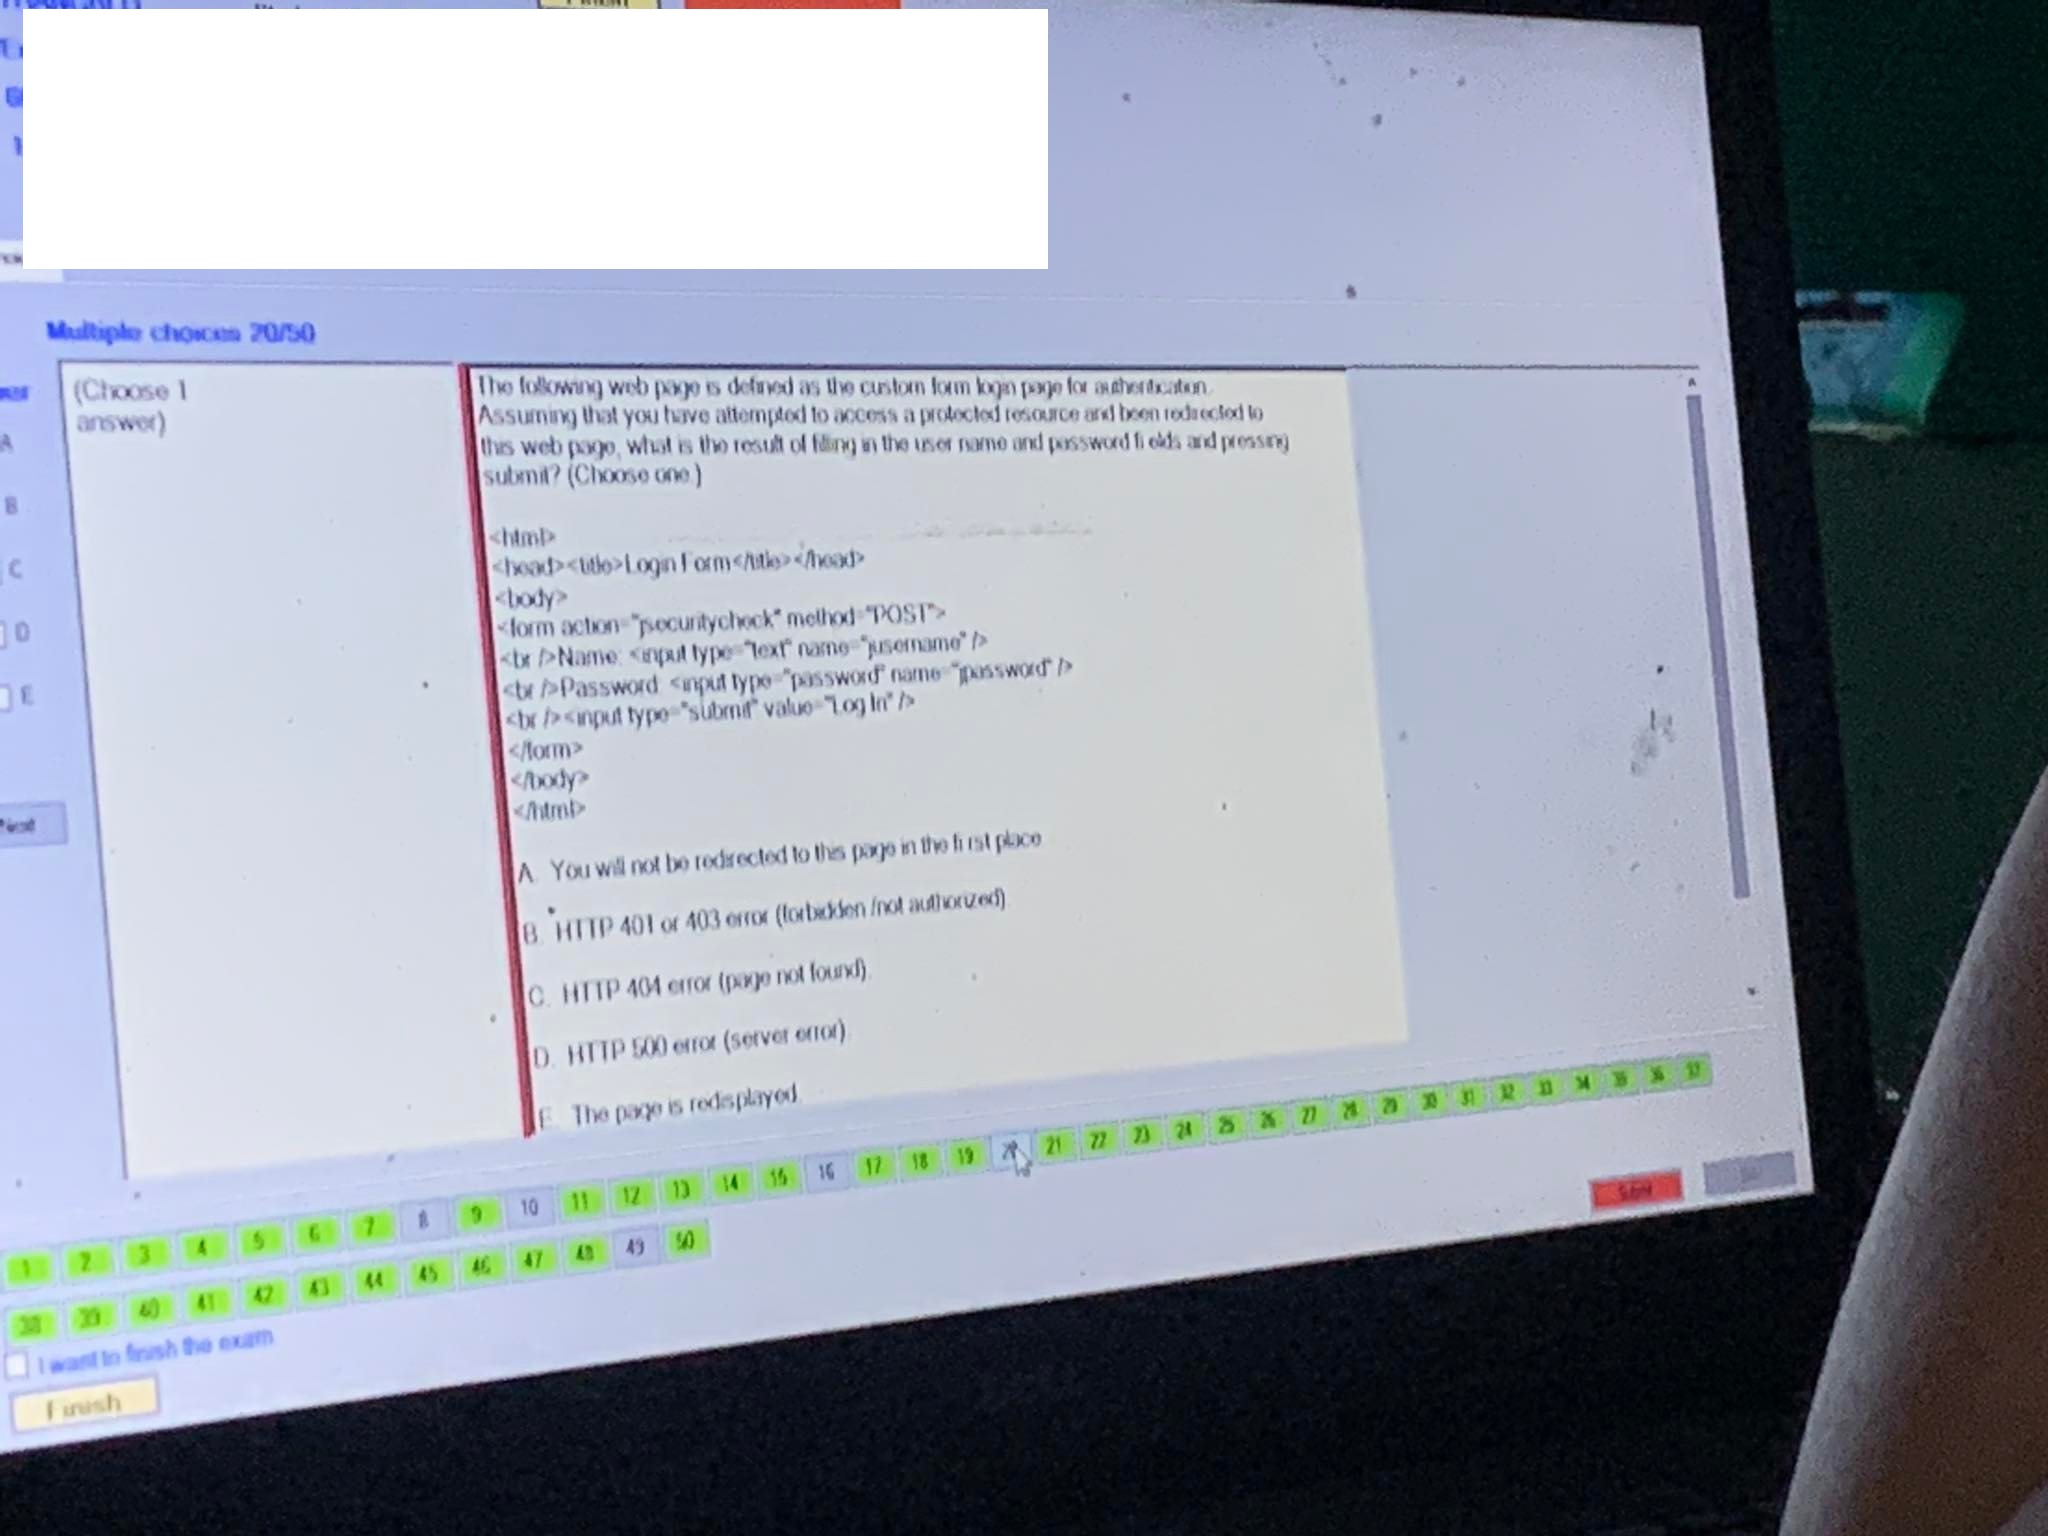 Multiple choices 20/50
(Choose 1
answer)
A
B
C
D
E
Next
The following web page is defined as the custom form login page for authentication.
Assuming that you have attempted to access a protected resource and been redirected to
this web page, what is the result of filling in the user name and password fi elds and pressing
submit? (Choose one.)
<html>
<head><title>Login Form</title></head>
<body>
<form action="jsecuritycheck" method="POST">
<br />Name: <input type="text" name="jusername" />
<br />Password: <input type="password" name="jpassword" />
<br /><input type="submit" value="Log In" />
</form>
</body>
</html>
A. You will not be redirected to this page in the fi rst place
B. HTTP 401 or 403 error (forbidden /not authorized).
C. HTTP 404 error (page not found).
D. HTTP 500 error (server error).
E. The page is redisplayed.
1 2 3 4 5 6 7 8 9 10 11 12 13 14 15 16 17 18 19 20 21 22 23 24 25 26 27 28 29 30 31 32 33 34 35 36 37
38 39 40 41 42 43 44 45 46 47 48 49 50
I want to finish the exam
Finish